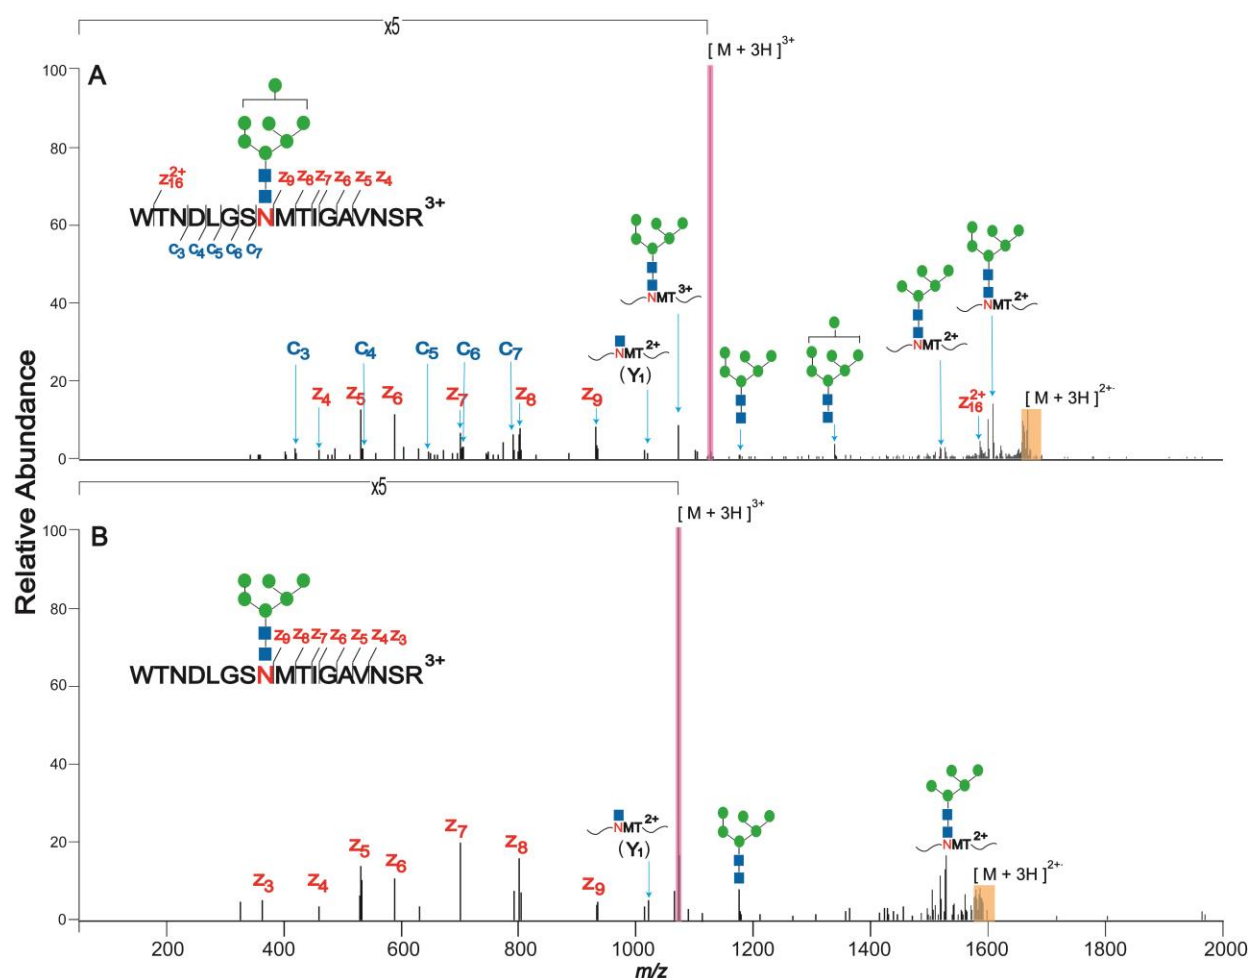 x5
[ M + 3H ]3+
A
100
80
60
40
20
0
z16 2+
z9 z8 z7 z6 z5 z4
WTNDLGSNMTIGAVNSR3+
c3 c4 c5 c6 c7
NMT3+
NMT2+
(Y1)
NMT2+
NMT2+
c3 c4 c5 c6 c7
z4 z5 z6 z7 z8 z9
z16 2+
[ M + 3H ]2+·
Relative Abundance
x5
[ M + 3H ]3+
B
100
80
60
40
20
0
z9 z8 z7 z6 z5 z4 z3
WTNDLGSNMTIGAVNSR3+
NMT2+
(Y1)
NMT2+
z3 z4 z5 z6 z7 z8 z9
[ M + 3H ]2+·
200 400 600 800 1000 1200 1400 1600 1800 2000
m/z